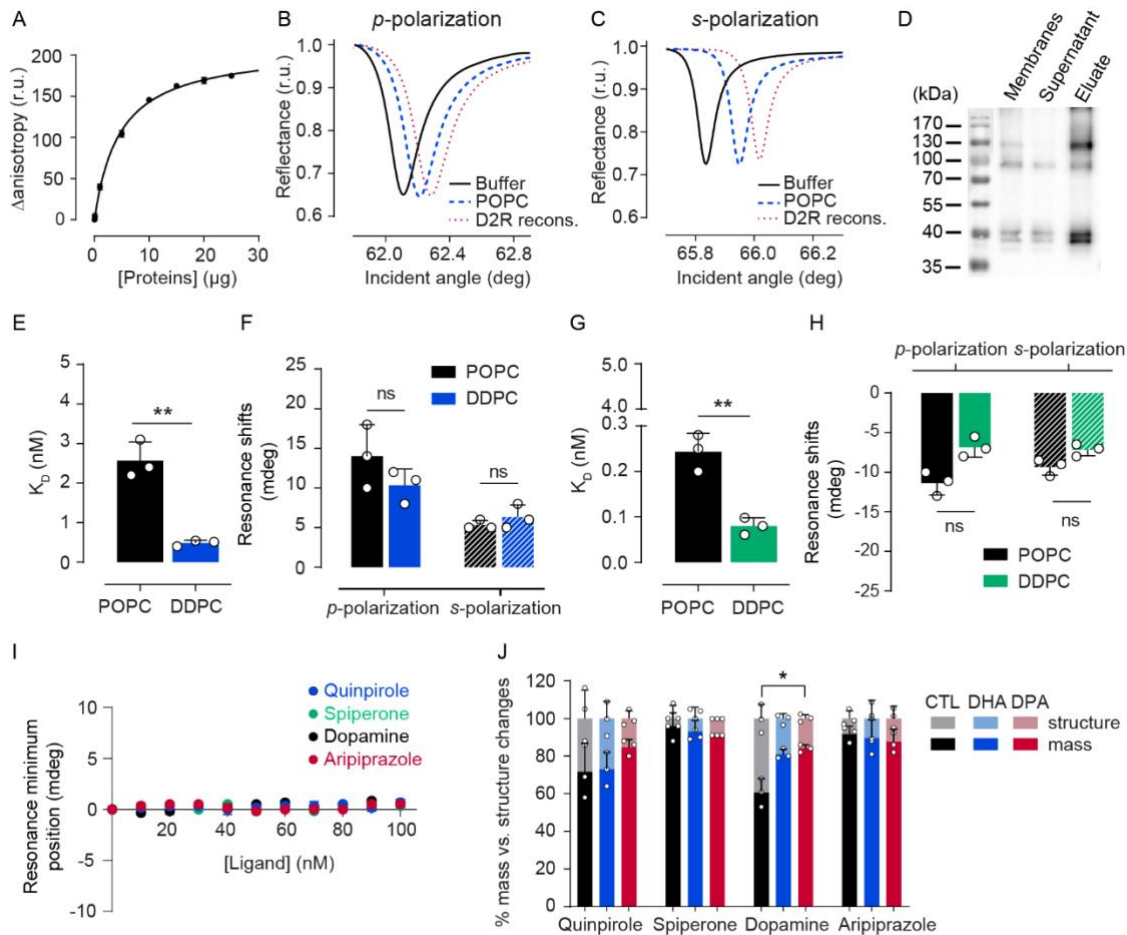 A
Δanisotropy (r.u.)
200
150
100
50
0
0 10 20 30
[Proteins] (µg)
B
p-polarization
Reflectance (r.u.)
1.0
0.9
0.8
0.7
0.6
Buffer
POPC
D2R recons.
62.0 62.4 62.8
Incident angle (deg)
C
s-polarization
Reflectance (r.u.)
1.0
0.9
0.8
0.7
0.6
Buffer
POPC
D2R recons.
65.8 66.0 66.2
Incident angle (deg)
D
Membranes
Supernatant
Eluate
(kDa)
170
130
100
70
55
40
35
E
K_D (nM)
5
4
3
2
1
0
**
POPC DDPC
F
Resonance shifts
(mdeg)
25
20
15
10
5
0
ns
ns
POPC
DDPC
p-polarization s-polarization
G
K_D (nM)
5.0
4.0
0.3
0.2
0.1
0.0
**
POPC DDPC
H
p-polarization s-polarization
Resonance shifts
(mdeg)
0
-5
-10
-15
-20
-25
ns
ns
POPC
DDPC
I
Resonance minimum
position (mdeg)
10
5
0
-5
-10
Quinpirole
Spiperone
Dopamine
Aripiprazole
20 40 60 80 100
[Ligand] (nM)
J
% mass vs. structure changes
120
100
80
60
40
20
0
*
CTL DHA DPA
structure
mass
Quinpirole Spiperone Dopamine Aripiprazole